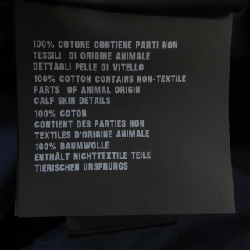 100% COTONE CONTIENE PARTI NON
TESSILI DI ORIGINE ANIMALE
DETTAGLI PELLE DI VITELLO
100% COTTON CONTAINS NON-TEXTILE
PARTS OF ANIMAL ORIGIN
CALF SKIN DETAILS
100% COTON
CONTIENT DES PARTIES NON
TEXTILES D'ORIGINE ANIMALE
100% BAUMWOLLE
ENTHÄLT NICHTTEXTILE TEILE
TIERISCHEN URSPRUNGS